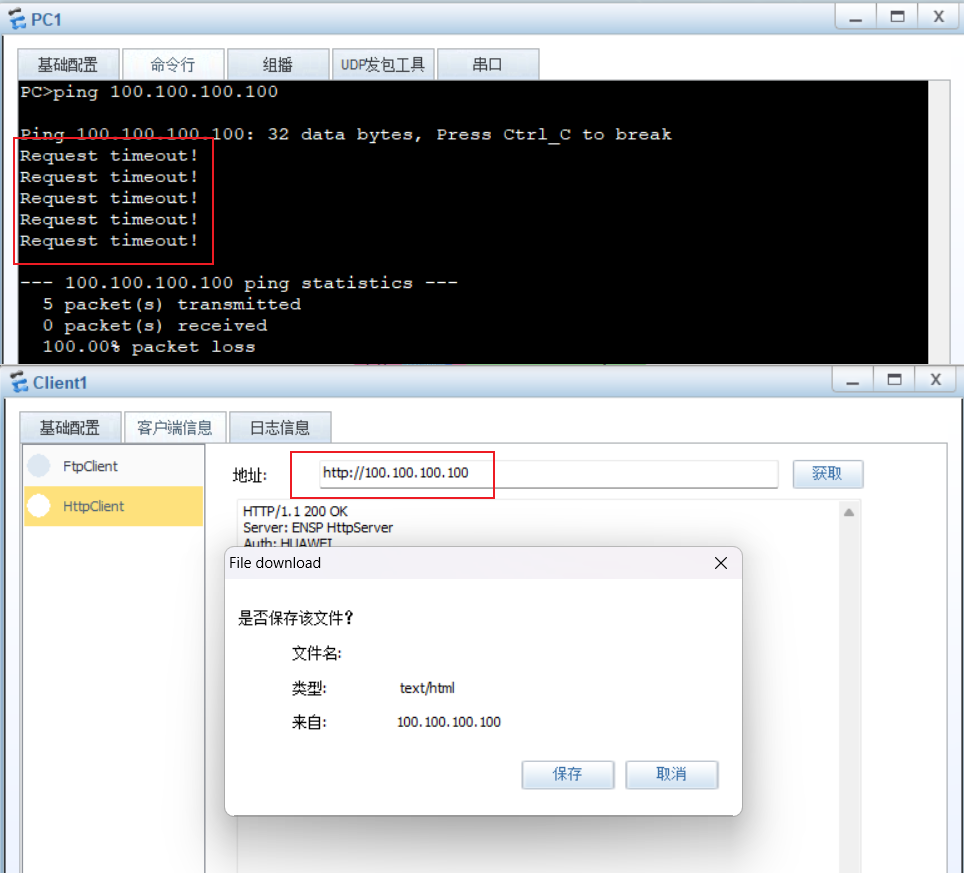 PC1
基础配置 命令行 组播 UDP发包工具 串口
PC>ping 100.100.100.100
Ping 100.100.100.100: 32 data bytes, Press Ctrl_C to break
Request timeout!
Request timeout!
Request timeout!
Request timeout!
Request timeout!
--- 100.100.100.100 ping statistics ---
5 packet(s) transmitted
0 packet(s) received
100.00% packet loss
Client1
基础配置 客户端信息 日志信息
FtpClient
HttpClient
地址: http://100.100.100.100 获取
HTTP/1.1 200 OK
Server: ENSP HttpServer
Auth: HUAWEI
File download
是否保存该文件?
文件名:
类型: text/html
来自: 100.100.100.100
保存 取消